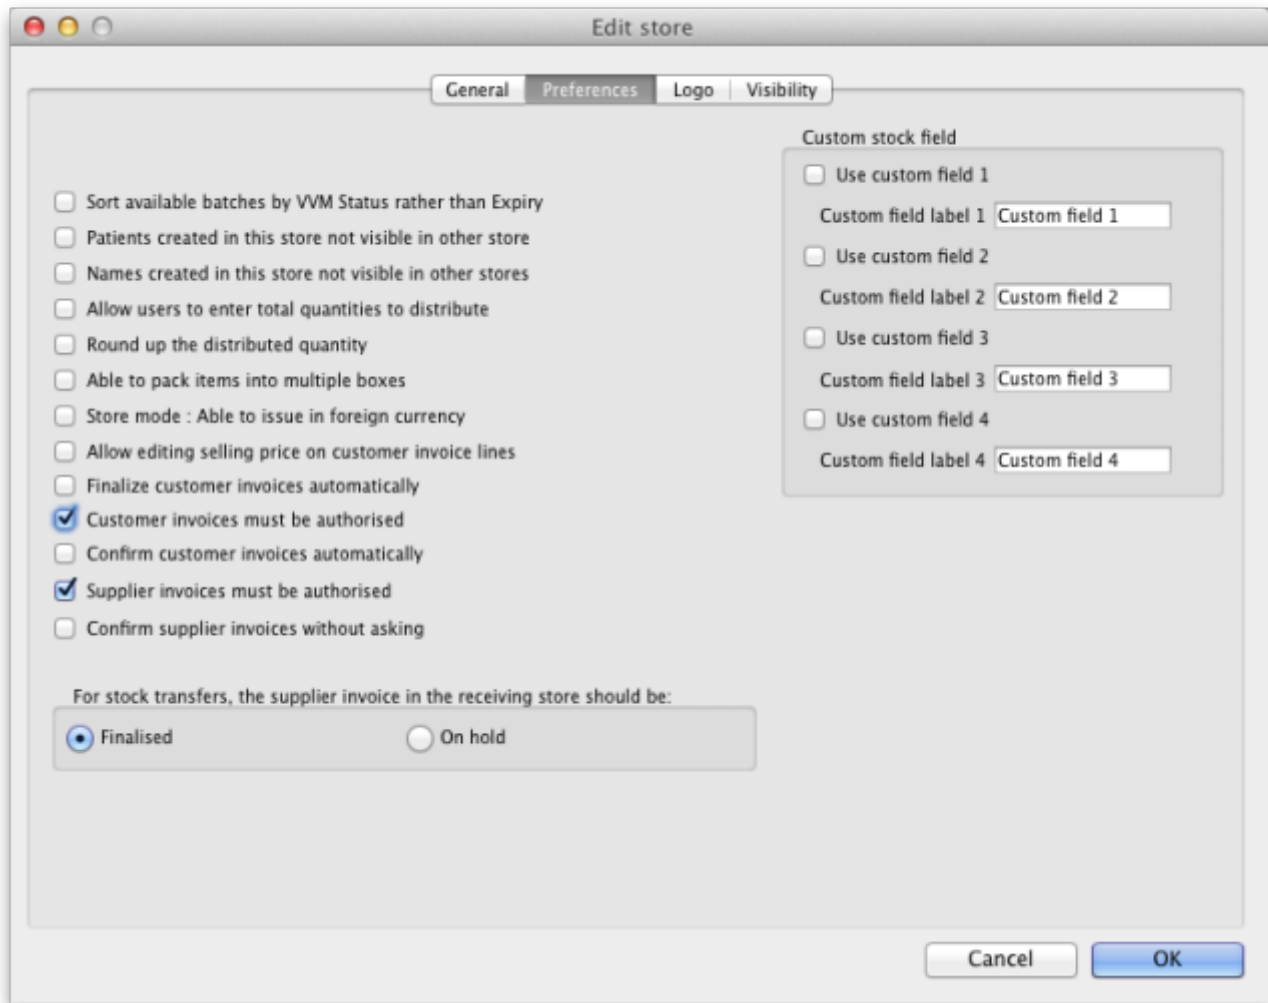 Edit store
General Preferences Logo Visibility
Sort available batches by VVM Status rather than Expiry
Patients created in this store not visible in other store
Names created in this store not visible in other stores
Allow users to enter total quantities to distribute
Round up the distributed quantity
Able to pack items into multiple boxes
Store mode : Able to issue in foreign currency
Allow editing selling price on customer invoice lines
Finalize customer invoices automatically
Customer invoices must be authorised
Confirm customer invoices automatically
Supplier invoices must be authorised
Confirm supplier invoices without asking
For stock transfers, the supplier invoice in the receiving store should be:
Finalised On hold
Custom stock field
Use custom field 1
Custom field label 1 Custom field 1
Use custom field 2
Custom field label 2 Custom field 2
Use custom field 3
Custom field label 3 Custom field 3
Use custom field 4
Custom field label 4 Custom field 4
Cancel OK